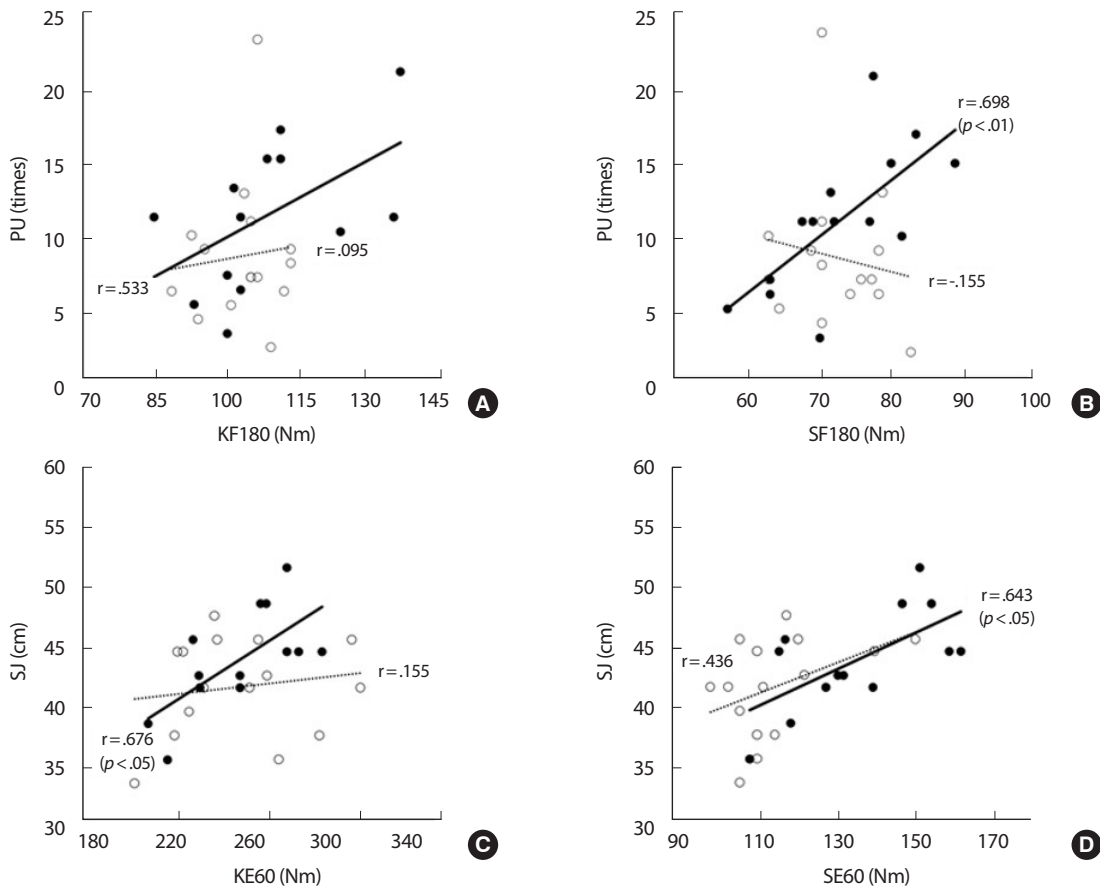 25
20
15
10
5
0
PU (times)
r=.533
r=.095
70 85 100 115 130 145
KF180 (Nm)
A
25
20
15
10
5
0
PU (times)
r=.698
(p<.01)
r=-.155
60 70 80 90 100
SF180 (Nm)
B
60
55
50
45
40
35
30
SJ (cm)
r=.155
r=.676
(p<.05)
180 220 260 300 340
KE60 (Nm)
C
60
55
50
45
40
35
30
SJ (cm)
r=.643
(p<.05)
r=.436
90 110 130 150 170
SE60 (Nm)
D